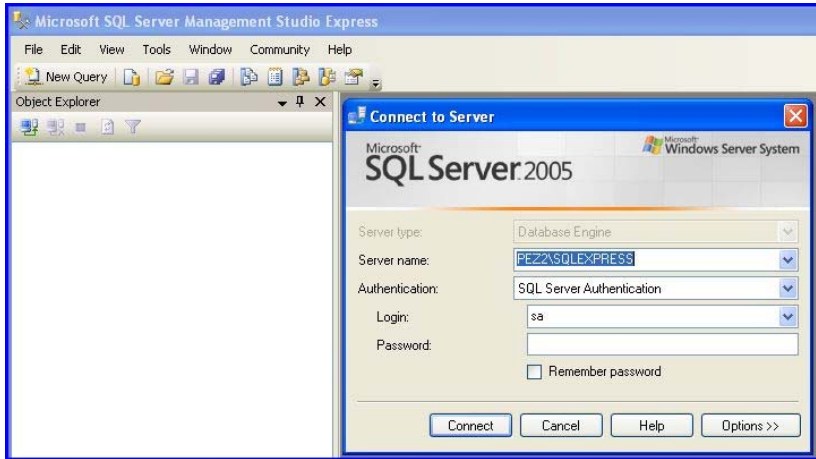 Microsoft SQL Server Management Studio Express
File Edit View Tools Window Community Help
New Query
Object Explorer
Connect to Server
Microsoft
SQL Server 2005
Microsoft
Windows Server System
Server type: Database Engine
Server name: PEZ2\SQLEXPRESS
Authentication: SQL Server Authentication
Login: sa
Password:
Remember password
Connect Cancel Help Options >>